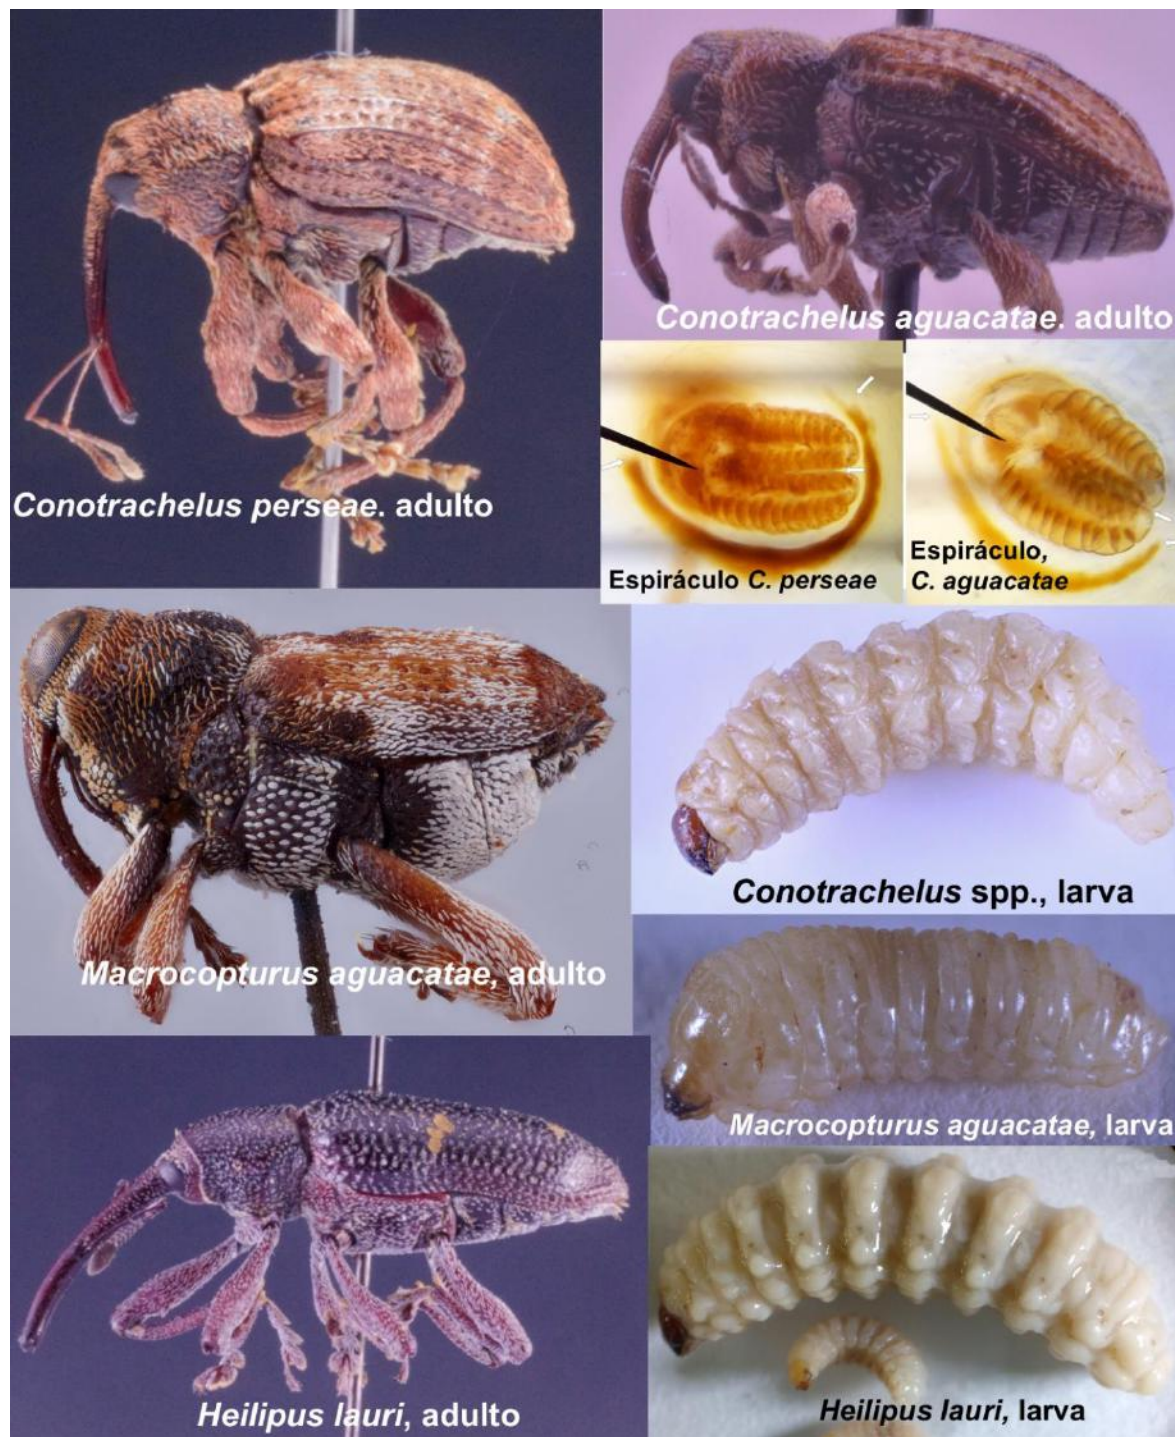 Conotrachelus aguacatae. adulto
Conotrachelus perseae. adulto
Espiráculo C. perseae
Espiráculo,
C. aguacatae
Conotrachelus spp., larva
Macrocopturus aguacatae, adulto
Macrocopturus aguacatae, larva
Heilipus lauri, adulto
Heilipus lauri, larva